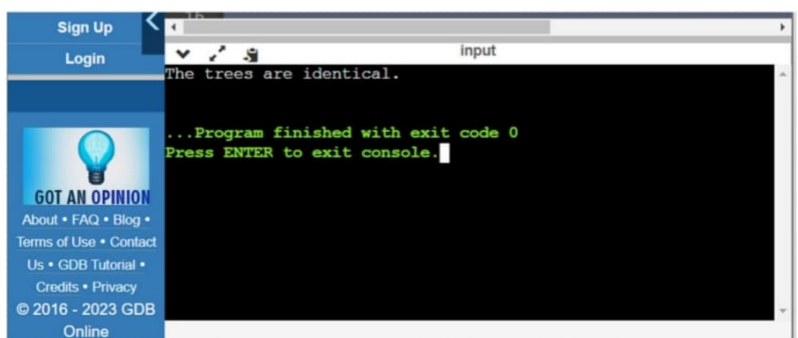 Sign Up
Login
16
input
The trees are identical.
...Program finished with exit code 0
Press ENTER to exit console.
GOT AN OPINION
About • FAQ • Blog •
Terms of Use • Contact
Us • GDB Tutorial •
Credits • Privacy
© 2016 - 2023 GDB
Online